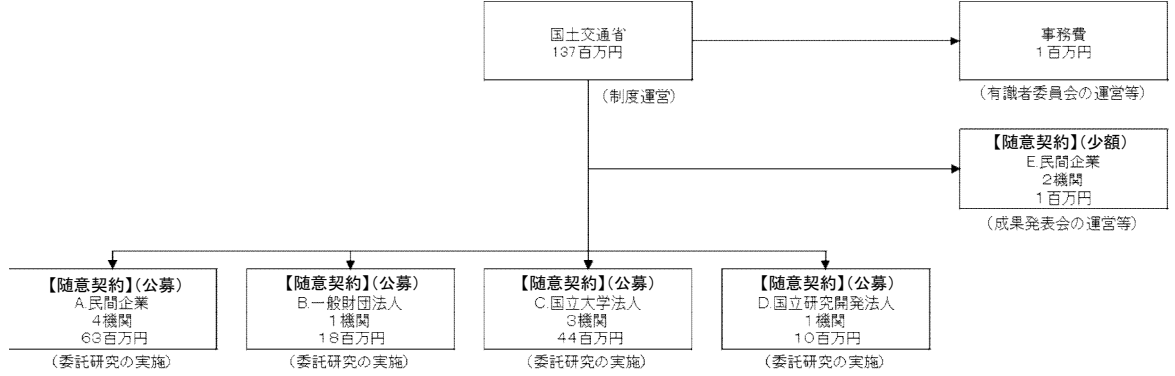 国土交通省
137百万円
(制度運営)
事務費
1百万円
(有識者委員会の運営等)
【随意契約】(少額)
E.民間企業
2機関
1百万円
(成果発表会の運営等)
【随意契約】(公募)
A.民間企業
4機関
63百万円
(委託研究の実施)
【随意契約】(公募)
B.一般財団法人
1機関
18百万円
(委託研究の実施)
【随意契約】(公募)
C.国立大学法人
3機関
44百万円
(委託研究の実施)
【随意契約】(公募)
D.国立研究開発法人
1機関
10百万円
(委託研究の実施)